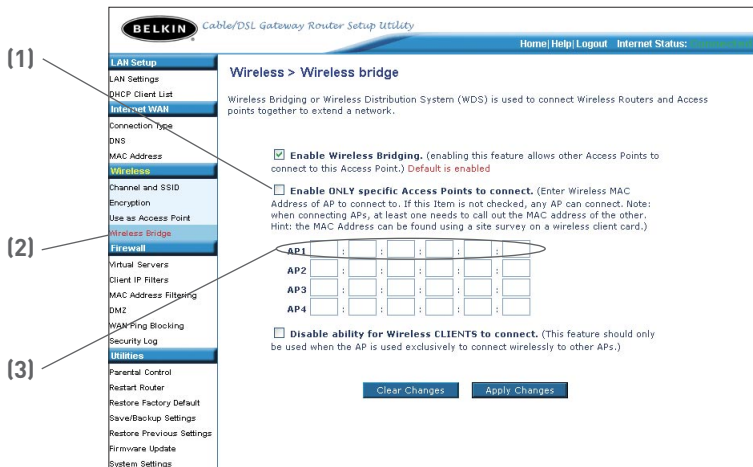 BELKIN Cable/DSL Gateway Router Setup Utility
Home|Help|Logout Internet Status:
(1)
(2)
(3)
LAN Setup
LAN Settings
DHCP Client List
Internet WAN
Connection Type
DNS
MAC Address
Wireless
Channel and SSID
Encryption
Use as Access Point
Wireless Bridge
Firewall
Virtual Servers
Client IP Filters
MAC Address Filtering
DMZ
WAN Ping Blocking
Security Log
Utilities
Parental Control
Restart Router
Restore Factory Default
Save/Backup Settings
Restore Previous Settings
Firmware Update
System Settings
Wireless > Wireless bridge
Wireless Bridging or Wireless Distribution System (WDS) is used to connect Wireless Routers and Access
points together to extend a network.
Enable Wireless Bridging. (enabling this feature allows other Access Points to
connect to this Access Point.) Default is enabled
Enable ONLY specific Access Points to connect. (Enter Wireless MAC
Address of AP to connect to. If this Item is not checked, any AP can connect. Note:
when connecting APs, at least one needs to call out the MAC address of the other.
Hint: the MAC Address can be found using a site survey on a wireless client card.)
AP1 : : : : :
AP2 : : : : :
AP3 : : : : :
AP4 : : : : :
Disable ability for Wireless CLIENTS to connect. (This feature should only
be used when the AP is used exclusively to connect wirelessly to other APs.)
Clear Changes Apply Changes